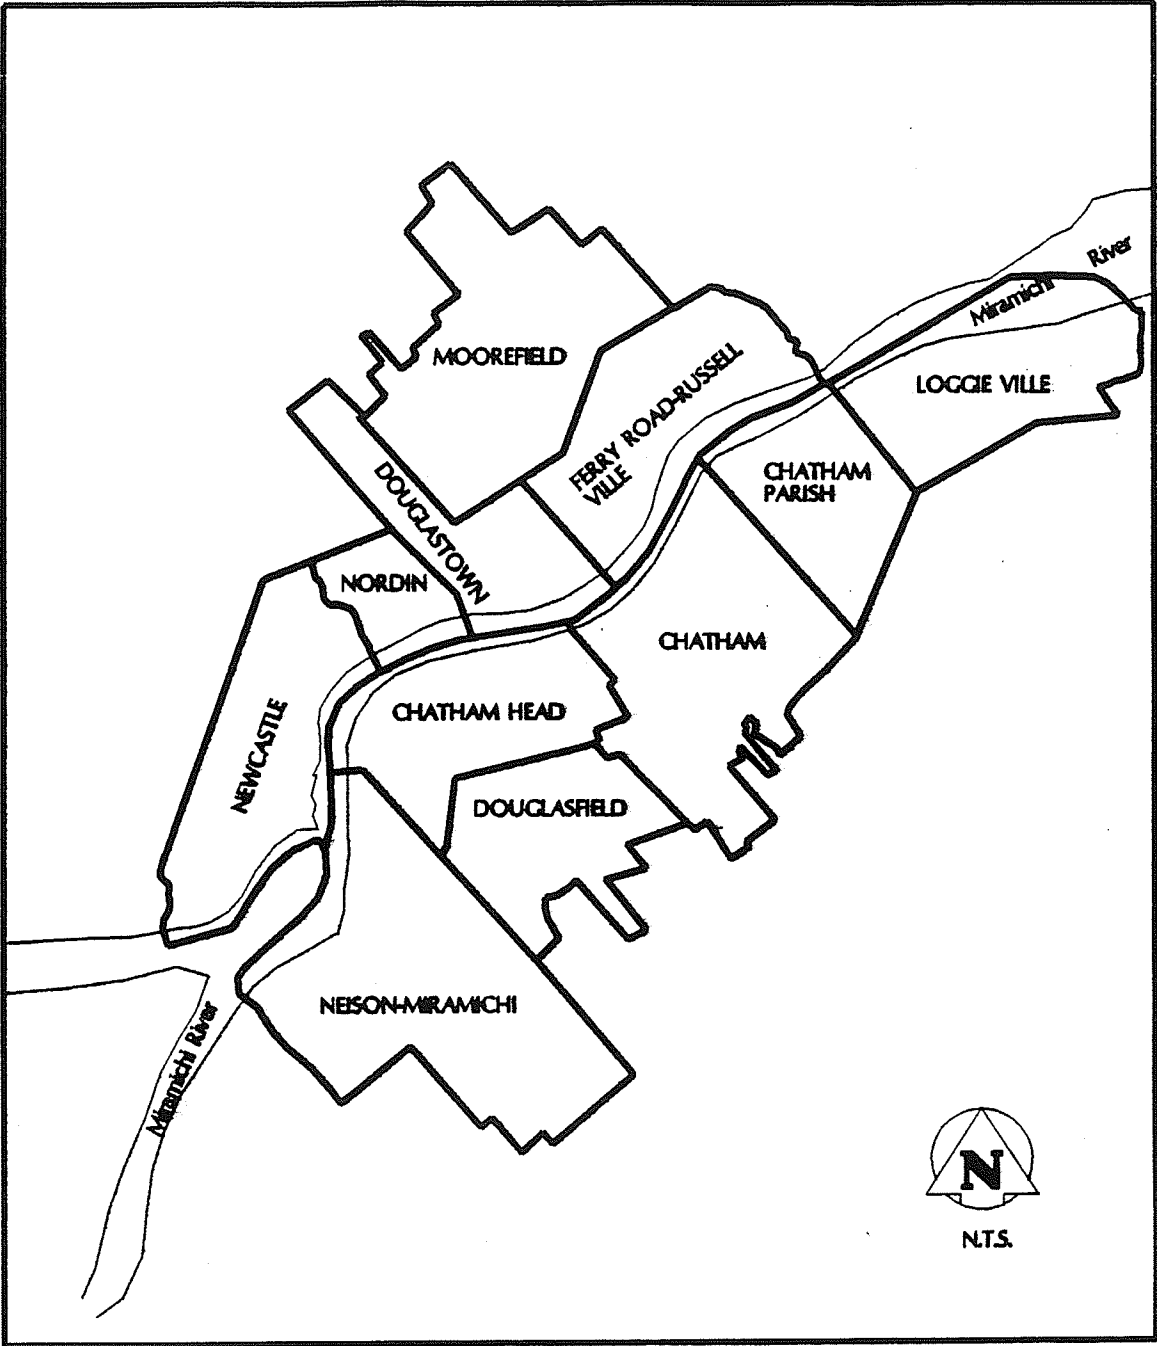 River
Miramichi
MOOREFIELD
LOGGIE VILLE
FERRY ROAD-RUSSELL
VILLE
CHATHAM
PARISH
DOUGLASTOWN
NORDIN
CHATHAM
CHATHAM HEAD
NEWCASTLE
DOUGLASFIELD
NELSON-MIRAMICHI
Miramichi River
N
N.T.S.